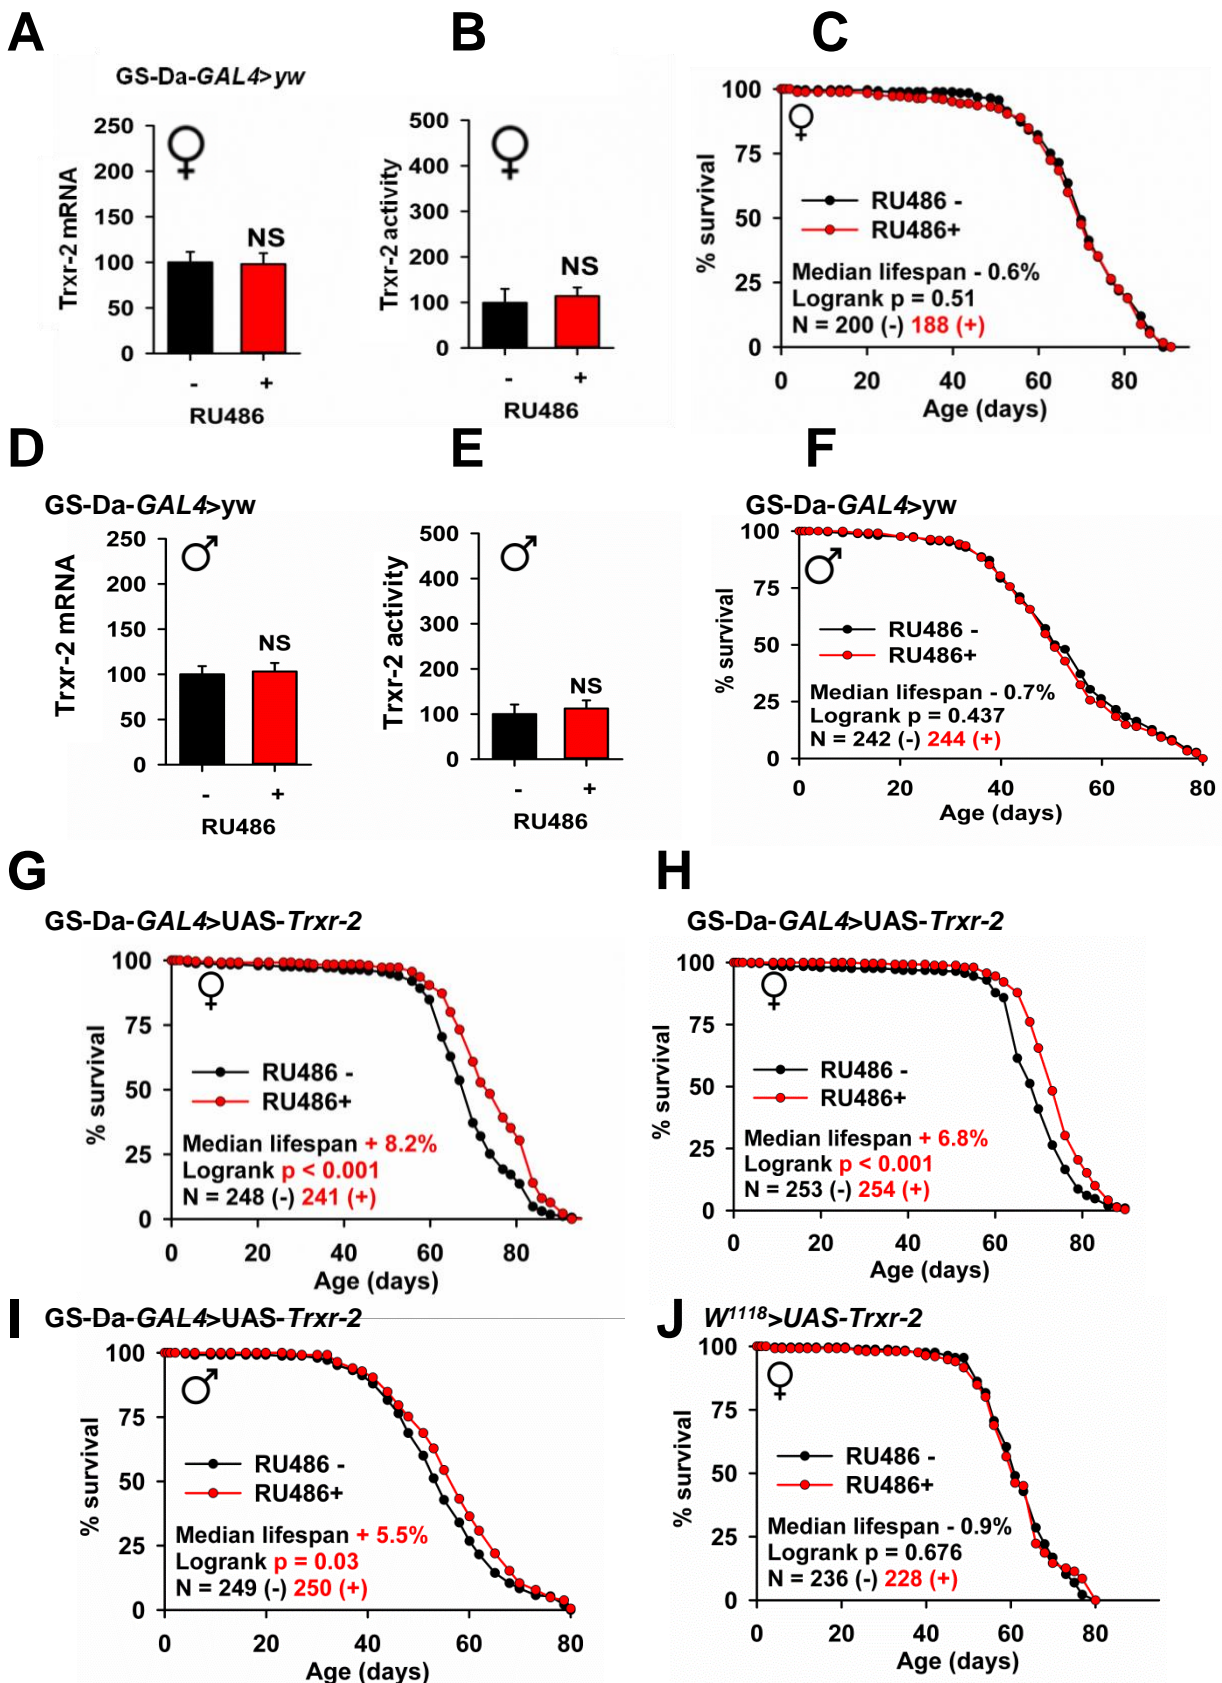 A
B
C
GS-Da-GAL4>yw
250
200
150
100
50
0
Trxr-2 mRNA
♀
NS
-
+
RU486
500
400
300
200
100
0
Trxr-2 activity
♀
NS
-
+
RU486
100
75
50
25
0
% survival
♀
RU486 -
RU486+
Median lifespan - 0.6%
Logrank p = 0.51
N = 200 (-) 188 (+)
0 20 40 60 80
Age (days)
D
E
F
GS-Da-GAL4>yw
250
200
150
100
50
0
Trxr-2 mRNA
♂
NS
-
+
RU486
500
400
300
200
100
0
Trxr-2 activity
♂
NS
-
+
RU486
GS-Da-GAL4>yw
100
75
50
25
0
% survival
♂
RU486 -
RU486+
Median lifespan - 0.7%
Logrank p = 0.437
N = 242 (-) 244 (+)
0 20 40 60 80
Age (days)
G
GS-Da-GAL4>UAS-Trxr-2
100
75
50
25
0
% survival
♀
RU486 -
RU486+
Median lifespan + 8.2%
Logrank p < 0.001
N = 248 (-) 241 (+)
0 20 40 60 80
Age (days)
H
GS-Da-GAL4>UAS-Trxr-2
100
75
50
25
0
% survival
♀
RU486 -
RU486+
Median lifespan + 6.8%
Logrank p < 0.001
N = 253 (-) 254 (+)
0 20 40 60 80
Age (days)
I
GS-Da-GAL4>UAS-Trxr-2
100
75
50
25
0
% survival
♂
RU486 -
RU486+
Median lifespan + 5.5%
Logrank p = 0.03
N = 249 (-) 250 (+)
0 20 40 60 80
Age (days)
J
W¹¹¹⁸>UAS-Trxr-2
100
75
50
25
0
% survival
♀
RU486 -
RU486+
Median lifespan - 0.9%
Logrank p = 0.676
N = 236 (-) 228 (+)
0 20 40 60 80
Age (days)